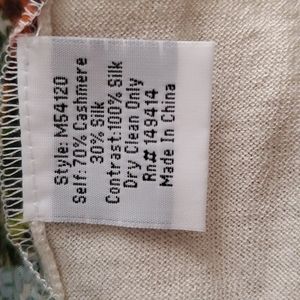 Style: M54120
Self: 70% Cashmere
30% Silk
Contrast:100% Silk
Dry Clean Only
Rn# 149414
Made In China